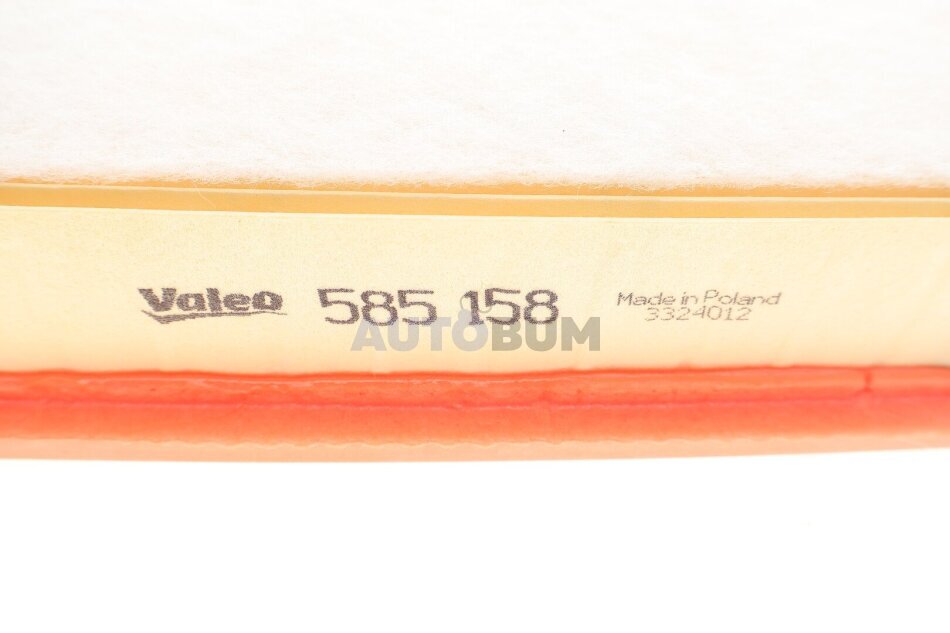 Valeo 585 158 Made in Poland
3324012
AUTOBUM